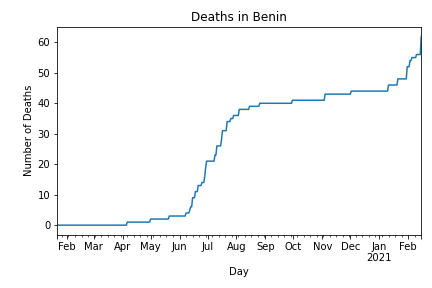 Deaths in Benin
60
50
40
30
20
10
0
Number of Deaths
Feb Mar Apr May Jun Jul Aug Sep Oct Nov Dec Jan Feb
2021
Day